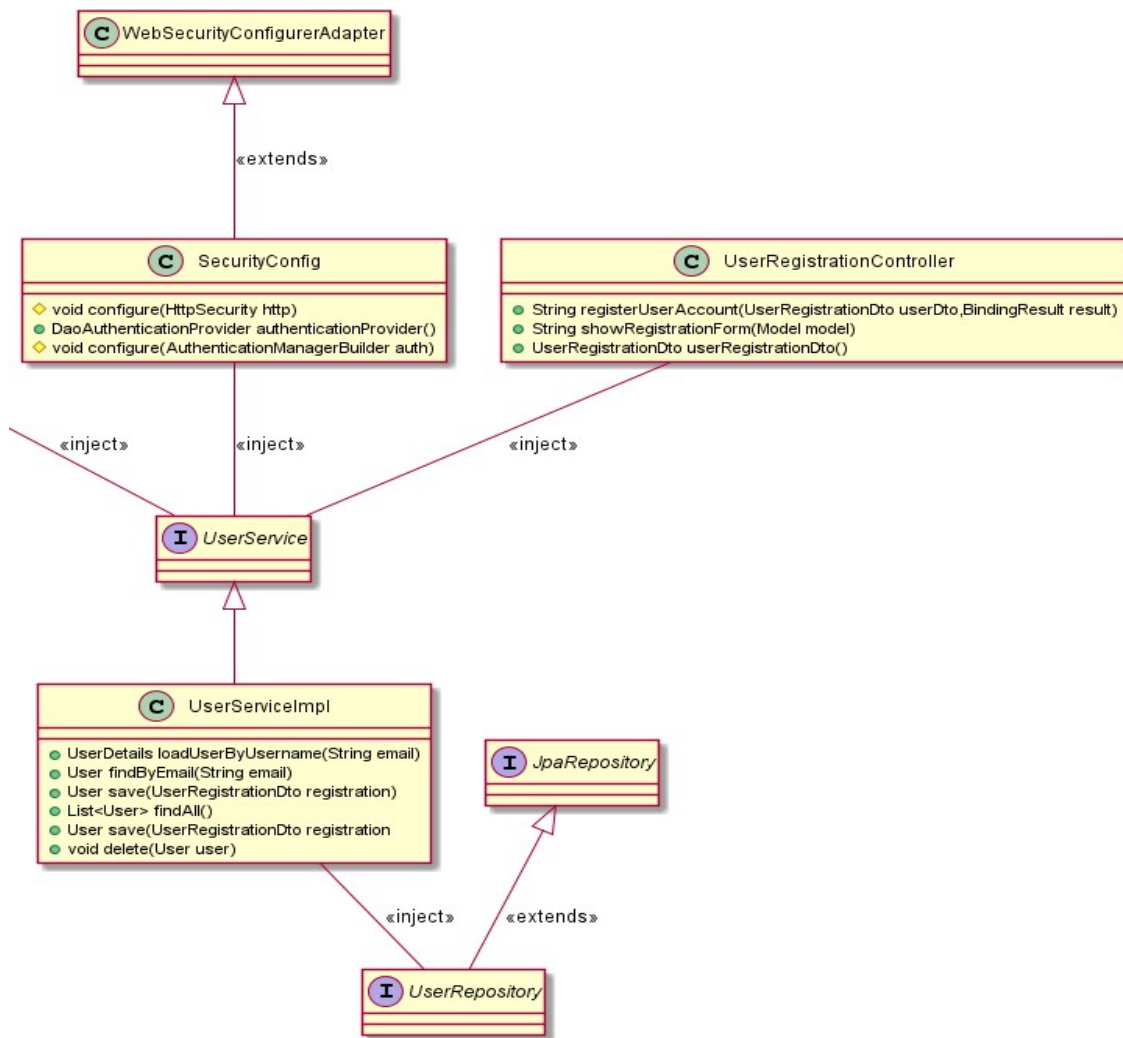 C WebSecurityConfigurerAdapter
«extends»
C SecurityConfig
void configure(HttpSecurity http)
DaoAuthenticationProvider authenticationProvider()
void configure(AuthenticationManagerBuilder auth)
C UserRegistrationController
String registerUserAccount(UserRegistrationDto userDto,BindingResult result)
String showRegistrationForm(Model model)
UserRegistrationDto userRegistrationDto()
«inject»
«inject»
«inject»
I UserService
C UserServiceImpl
UserDetails loadUserByUsername(String email)
User findByEmail(String email)
User save(UserRegistrationDto registration)
List<User> findAll()
User save(UserRegistrationDto registration
void delete(User user)
I JpaRepository
«inject»
«extends»
I UserRepository